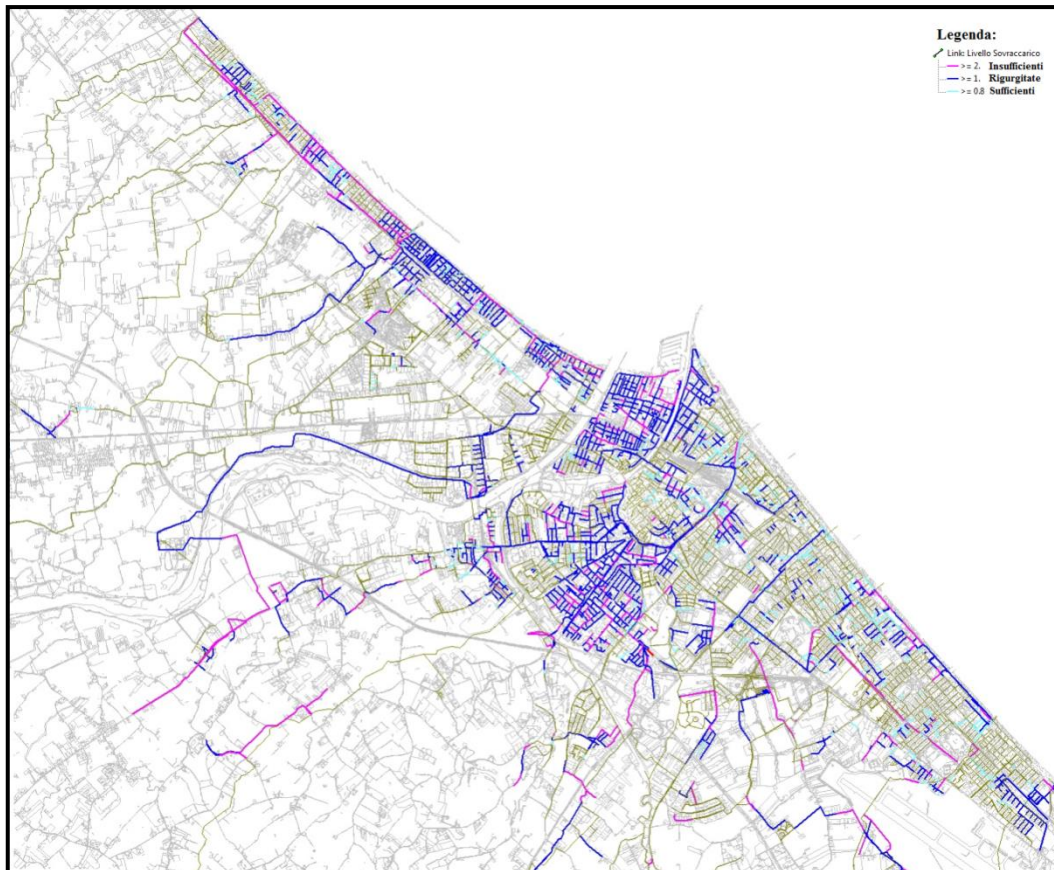 Legenda:
Link: Livello Sovraccarico
>= 2. Insufficienti
>= 1. Rigurgitate
>= 0.8 Sufficienti